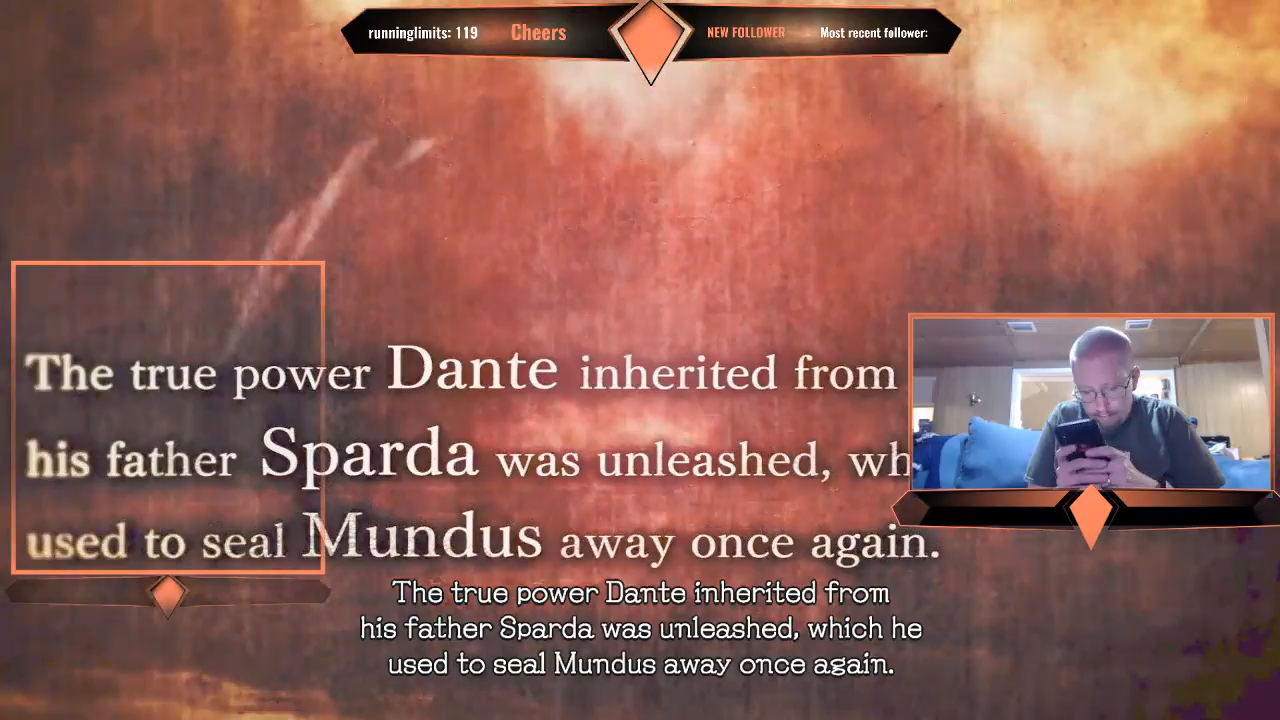 runninglimits: 119 Cheers NEW FOLLOWER Most recent follower:
The true power Dante inherited from
his father Sparda was unleashed, wh
used to seal Mundus away once again.
The true power Dante inherited from
his father Sparda was unleashed, which he
used to seal Mundus away once again.